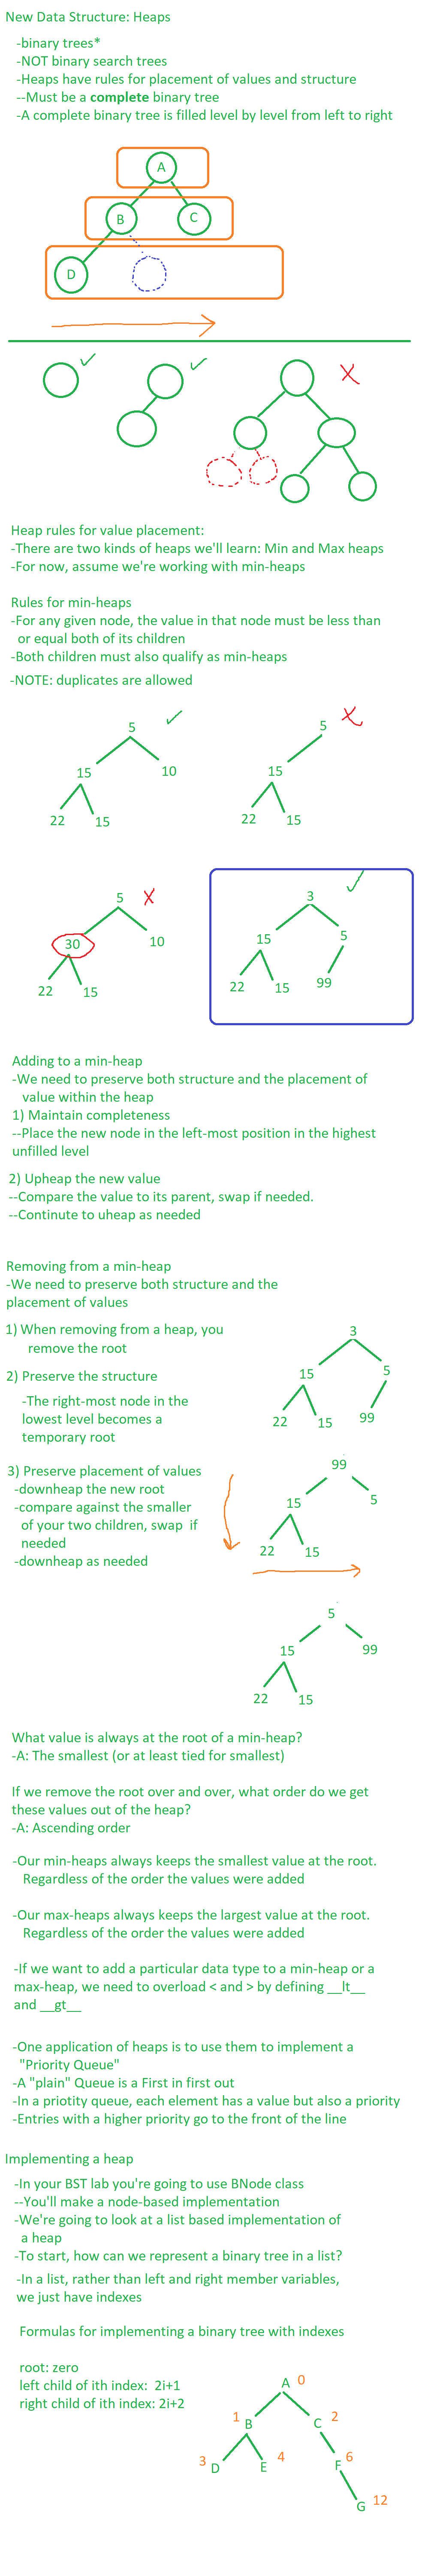 New Data Structure: Heaps
-binary trees*
-NOT binary search trees
-Heaps have rules for placement of values and structure
--Must be a complete binary tree
-A complete binary tree is filled level by level from left to right
A
B
C
D
Heap rules for value placement:
-There are two kinds of heaps we'll learn: Min and Max heaps
-For now, assume we're working with min-heaps
Rules for min-heaps
-For any given node, the value in that node must be less than
or equal both of its children
-Both children must also qualify as min-heaps
-NOTE: duplicates are allowed
5
15
10
22
15
5
15
22
15
5
30
10
22
15
3
15
5
22
15
99
Adding to a min-heap
-We need to preserve both structure and the placement of
value within the heap
1) Maintain completeness
--Place the new node in the left-most position in the highest
unfilled level
2) Upheap the new value
--Compare the value to its parent, swap if needed.
--Continute to uheap as needed
Removing from a min-heap
-We need to preserve both structure and the
placement of values
1) When removing from a heap, you
remove the root
2) Preserve the structure
-The right-most node in the
lowest level becomes a
temporary root
3
15
5
22
15
99
3) Preserve placement of values
-downheap the new root
-compare against the smaller
of your two children, swap if
needed
-downheap as needed
99
15
5
22
15
5
15
99
22
15
What value is always at the root of a min-heap?
-A: The smallest (or at least tied for smallest)
If we remove the root over and over, what order do we get
these values out of the heap?
-A: Ascending order
-Our min-heaps always keeps the smallest value at the root.
Regardless of the order the values were added
-Our max-heaps always keeps the largest value at the root.
Regardless of the order the values were added
-If we want to add a particular data type to a min-heap or a
max-heap, we need to overload < and > by defining __lt__
and __gt__
-One application of heaps is to use them to implement a
"Priority Queue"
-A "plain" Queue is a First in first out
-In a priotity queue, each element has a value but also a priority
-Entries with a higher priority go to the front of the line
Implementing a heap
-In your BST lab you're going to use BNode class
--You'll make a node-based implementation
-We're going to look at a list based implementation of
a heap
-To start, how can we represent a binary tree in a list?
-In a list, rather than left and right member variables,
we just have indexes
Formulas for implementing a binary tree with indexes
root: zero
left child of ith index: 2i+1
right child of ith index: 2i+2
A 0
1 B
C 2
3 D
E 4
F 6
G 12